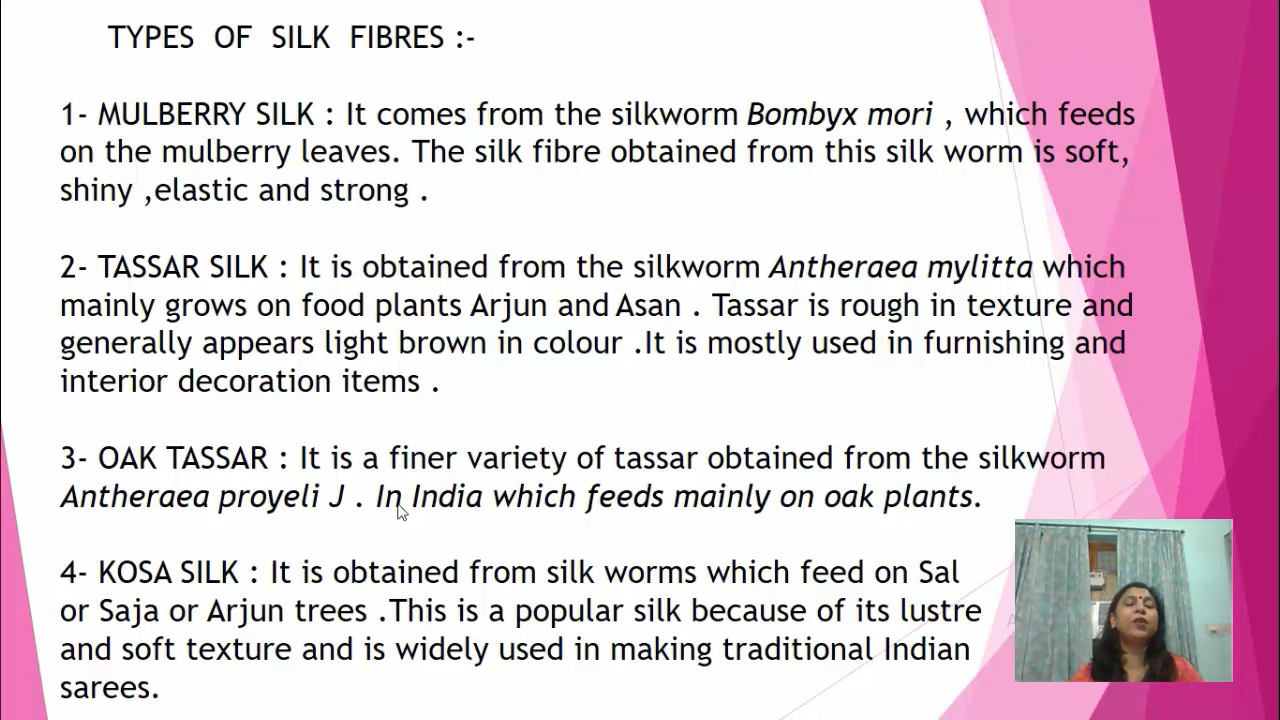 TYPES OF SILK FIBRES :-
1- MULBERRY SILK : It comes from the silkworm Bombyx mori , which feeds
on the mulberry leaves. The silk fibre obtained from this silk worm is soft,
shiny ,elastic and strong .
2- TASSAR SILK : It is obtained from the silkworm Antheraea mylitta which
mainly grows on food plants Arjun and Asan . Tassar is rough in texture and
generally appears light brown in colour .It is mostly used in furnishing and
interior decoration items .
3- OAK TASSAR : It is a finer variety of tassar obtained from the silkworm
Antheraea proyeli J . In India which feeds mainly on oak plants.
4- KOSA SILK : It is obtained from silk worms which feed on Sal
or Saja or Arjun trees .This is a popular silk because of its lustre
and soft texture and is widely used in making traditional Indian
sarees.